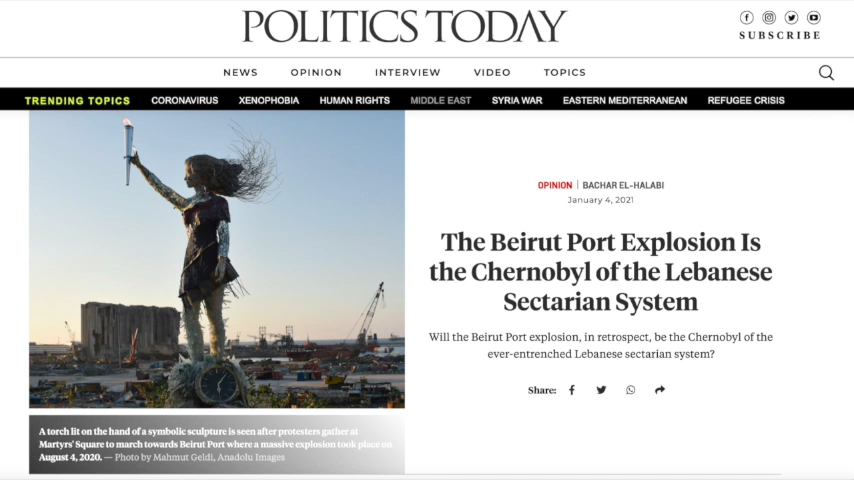 POLITICS TODAY
SUBSCRIBE
NEWS OPINION INTERVIEW VIDEO TOPICS
TRENDING TOPICS CORONAVIRUS XENOPHOBIA HUMAN RIGHTS MIDDLE EAST SYRIA WAR EASTERN MEDITERRANEAN REFUGEE CRISIS
OPINION | BACHAR EL-HALABI
January 4, 2021
The Beirut Port Explosion Is
the Chernobyl of the Lebanese
Sectarian System
Will the Beirut Port explosion, in retrospect, be the Chernobyl of the
ever-entrenched Lebanese sectarian system?
Share:
A torch lit on the hand of a symbolic sculpture is seen after protesters gather at
Martyrs' Square to march towards Beirut Port where a massive explosion took place on
August 4, 2020. — Photo by Mahmut Geldi, Anadolu Images